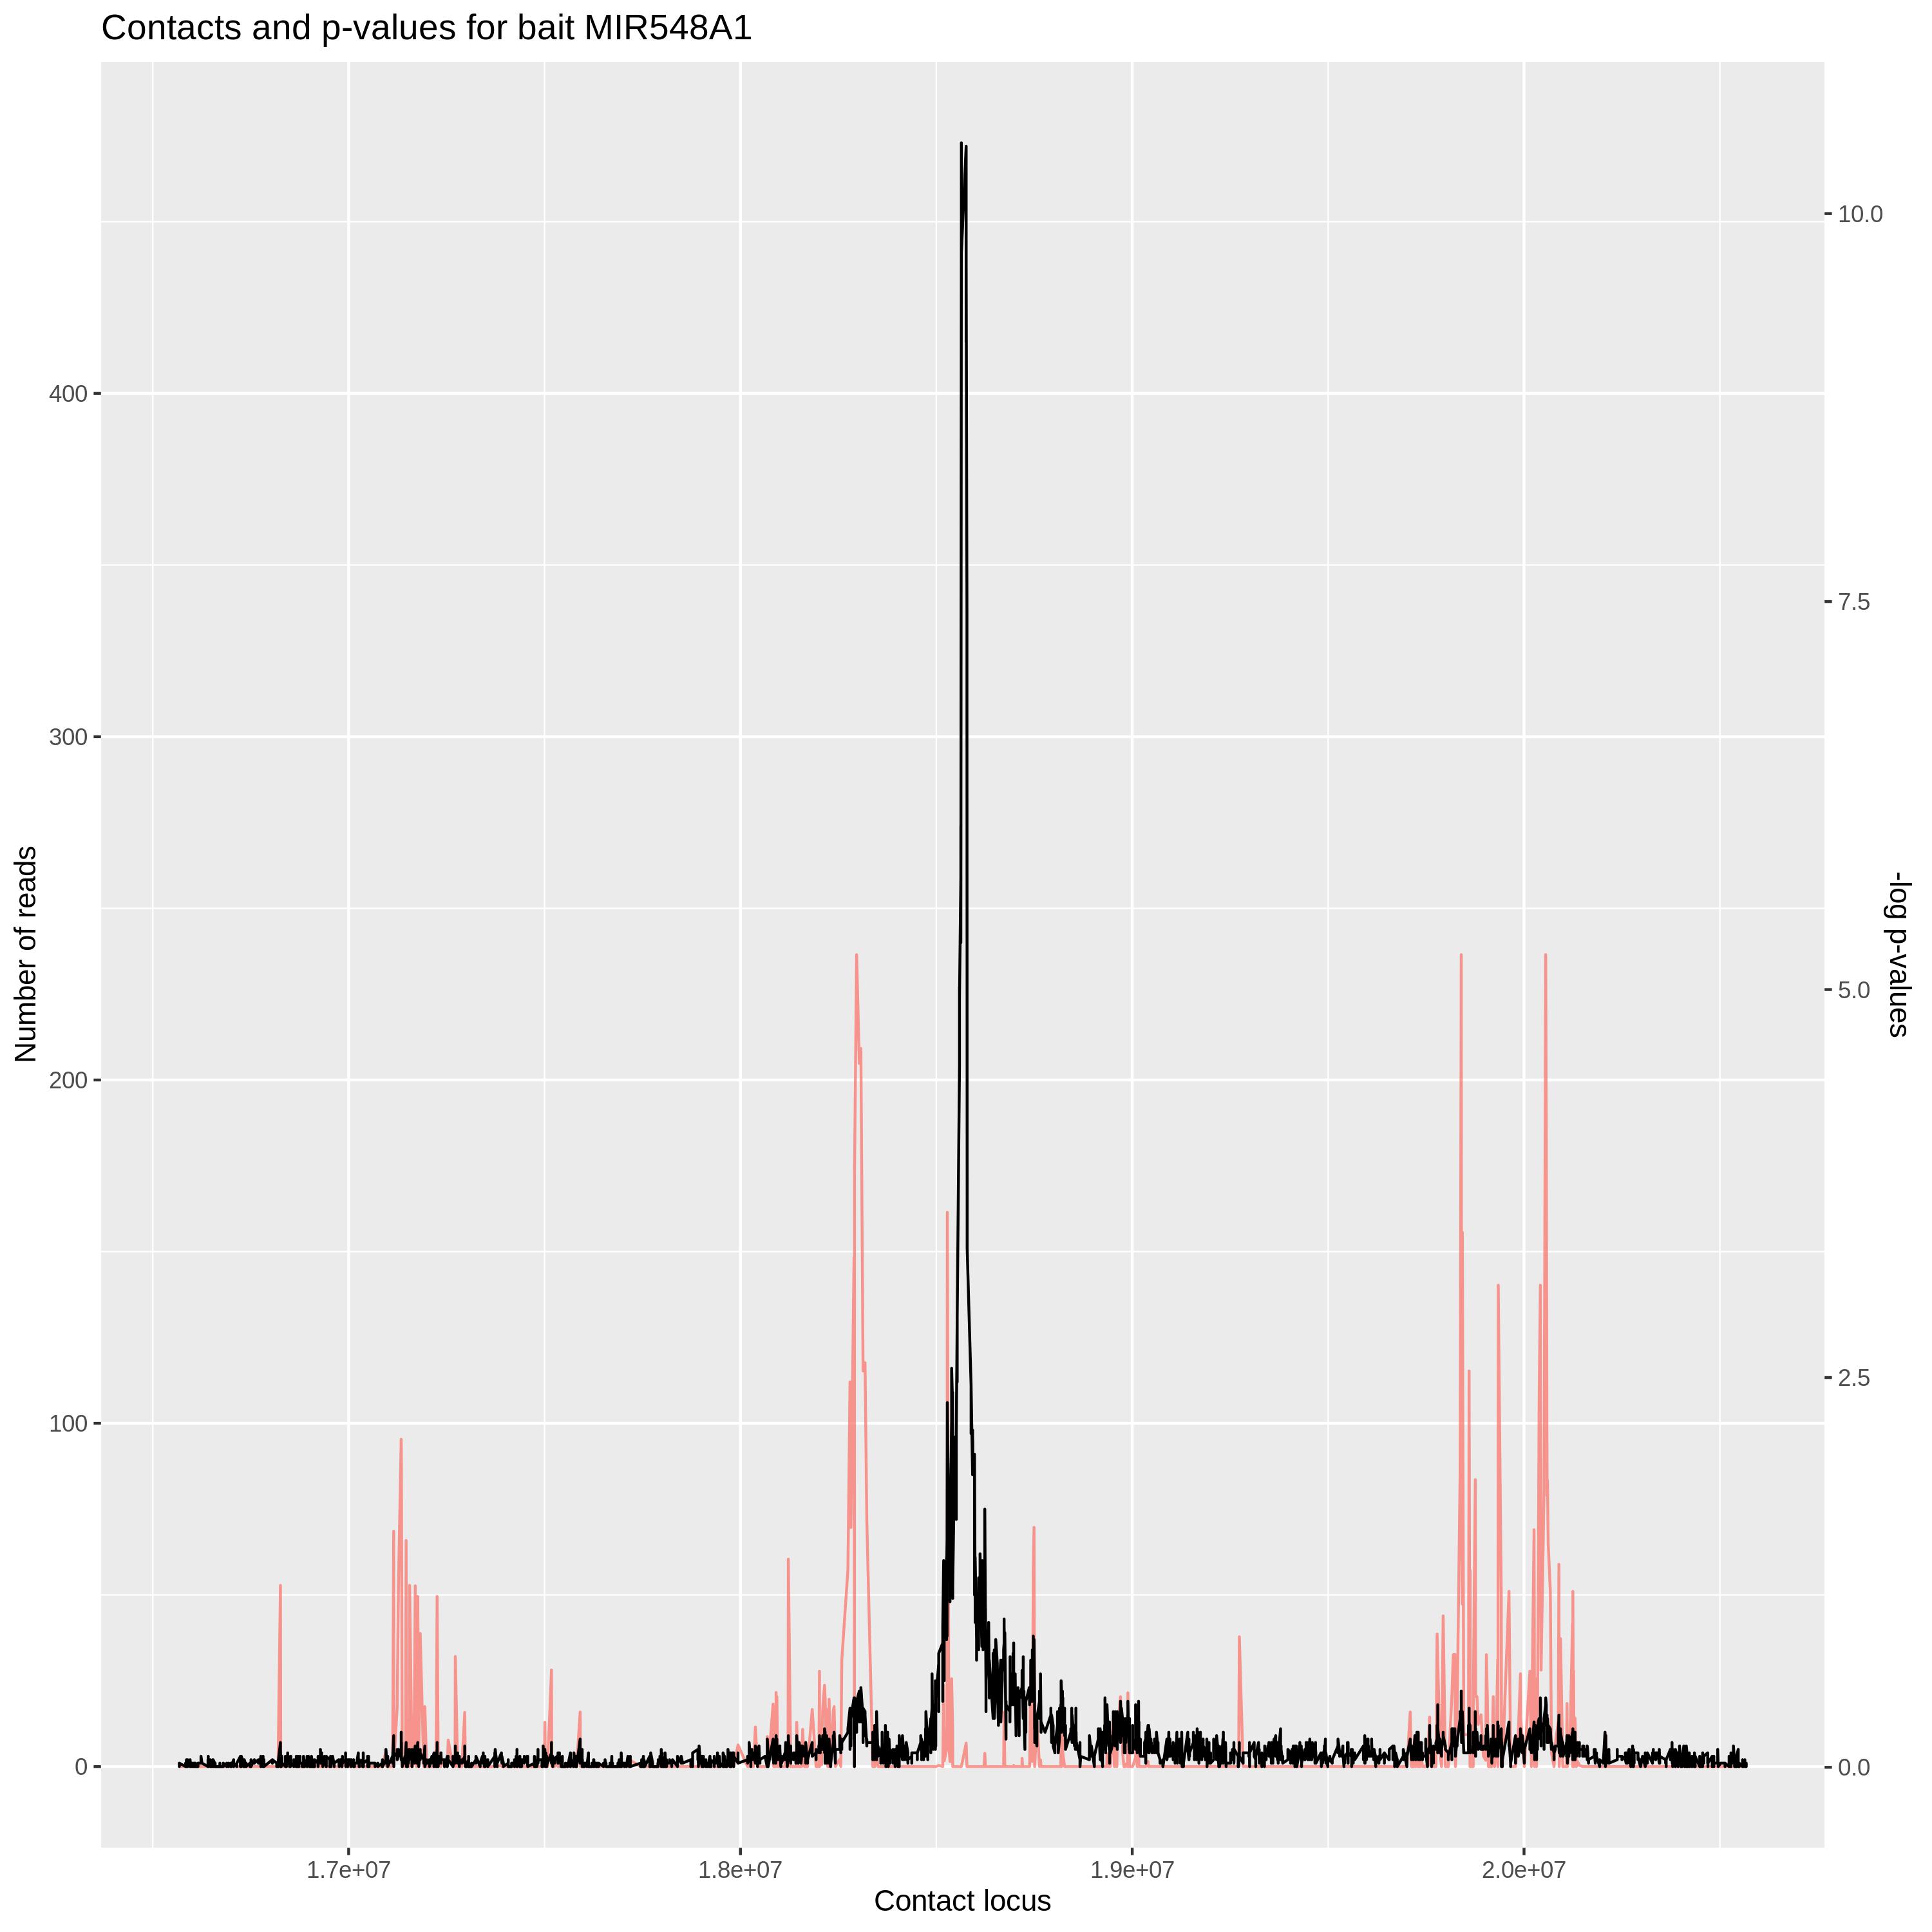 Contacts and p-values for bait MIR548A1
Number of reads
400
300
200
100
0
10.0
7.5
5.0
2.5
0.0
-log p-values
1.7e+07
1.8e+07
1.9e+07
2.0e+07
Contact locus